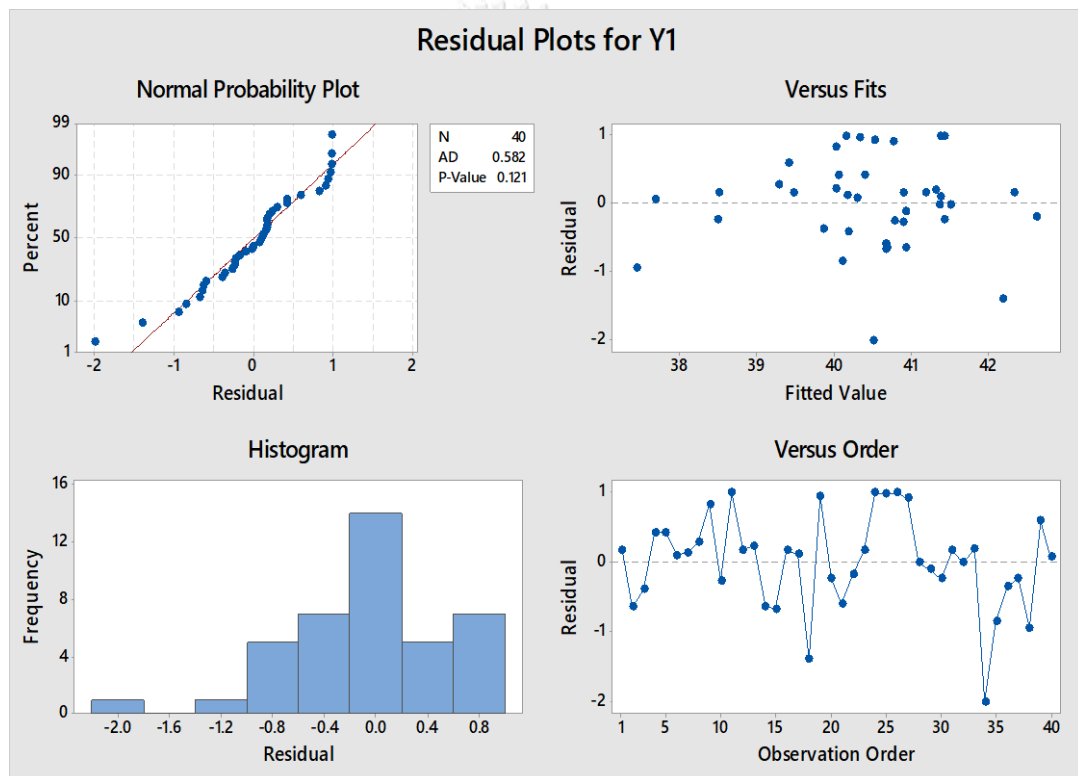 Residual Plots for Y1
Normal Probability Plot
99
90
50
10
1
Percent
-2 -1 0 1 2
Residual
N 40
AD 0.582
P-Value 0.121
Versus Fits
1
0
-1
-2
Residual
38 39 40 41 42
Fitted Value
Histogram
16
12
8
4
0
Frequency
-2.0 -1.6 -1.2 -0.8 -0.4 0.0 0.4 0.8
Residual
Versus Order
1
0
-1
-2
Residual
1 5 10 15 20 25 30 35 40
Observation Order